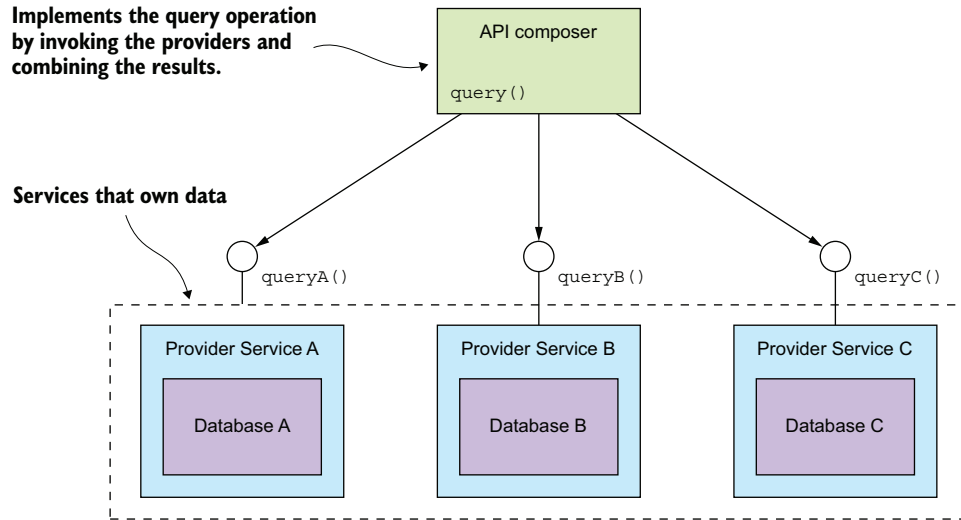 Implements the query operation
by invoking the providers and
combining the results.
API composer
query()
Services that own data
queryA()
queryB()
queryC()
Provider Service A
Provider Service B
Provider Service C
Database A
Database B
Database C